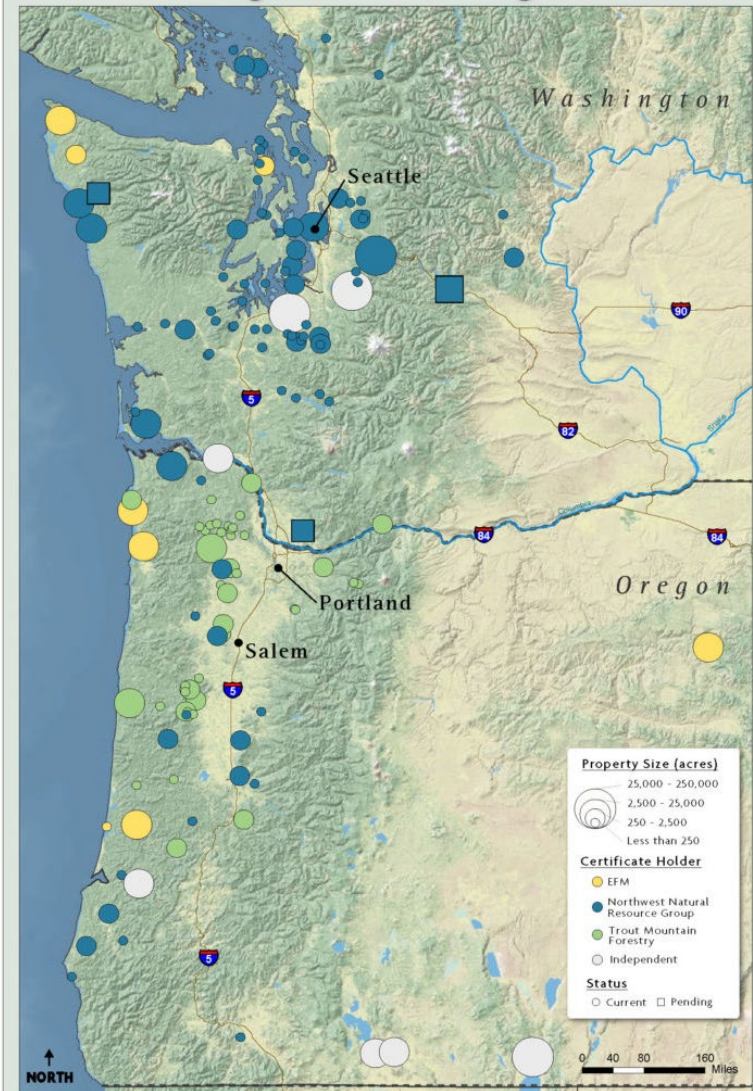 Washington
Seattle
90
5
82
Snake
Columbia
84
84
Oregon
Portland
Salem
5
5
Property Size (acres)
25,000 - 250,000
2,500 - 25,000
250 - 2,500
Less than 250
Certificate Holder
EFM
Northwest Natural
Resource Group
Trout Mountain
Forestry
Independent
Status
Current Pending
NORTH
0 40 80 160
Miles